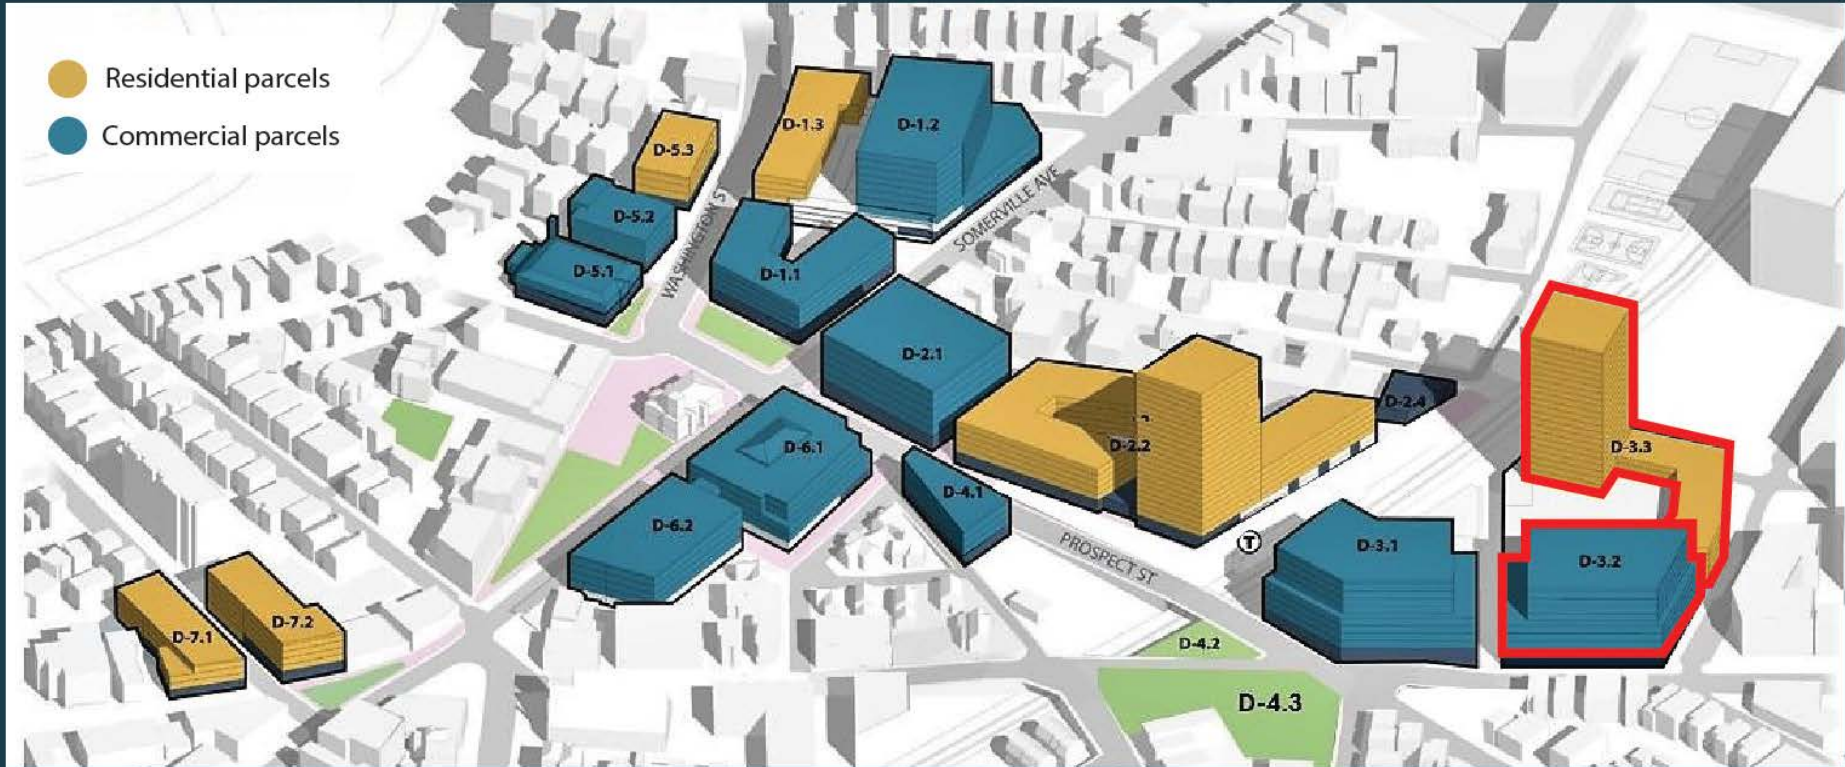 Residential parcels
Commercial parcels
D-1.3
D-1.2
D-5.3
D-5.2
D-5.1
D-1.1
WASHINGTON S
SOMERVILLE AVE
D-2.1
D-2.4
D-2.2
D-3.3
D-6.1
D-4.1
D-6.2
T
PROSPECT ST
D-3.1
D-3.2
D-7.1
D-7.2
D-4.2
D-4.3